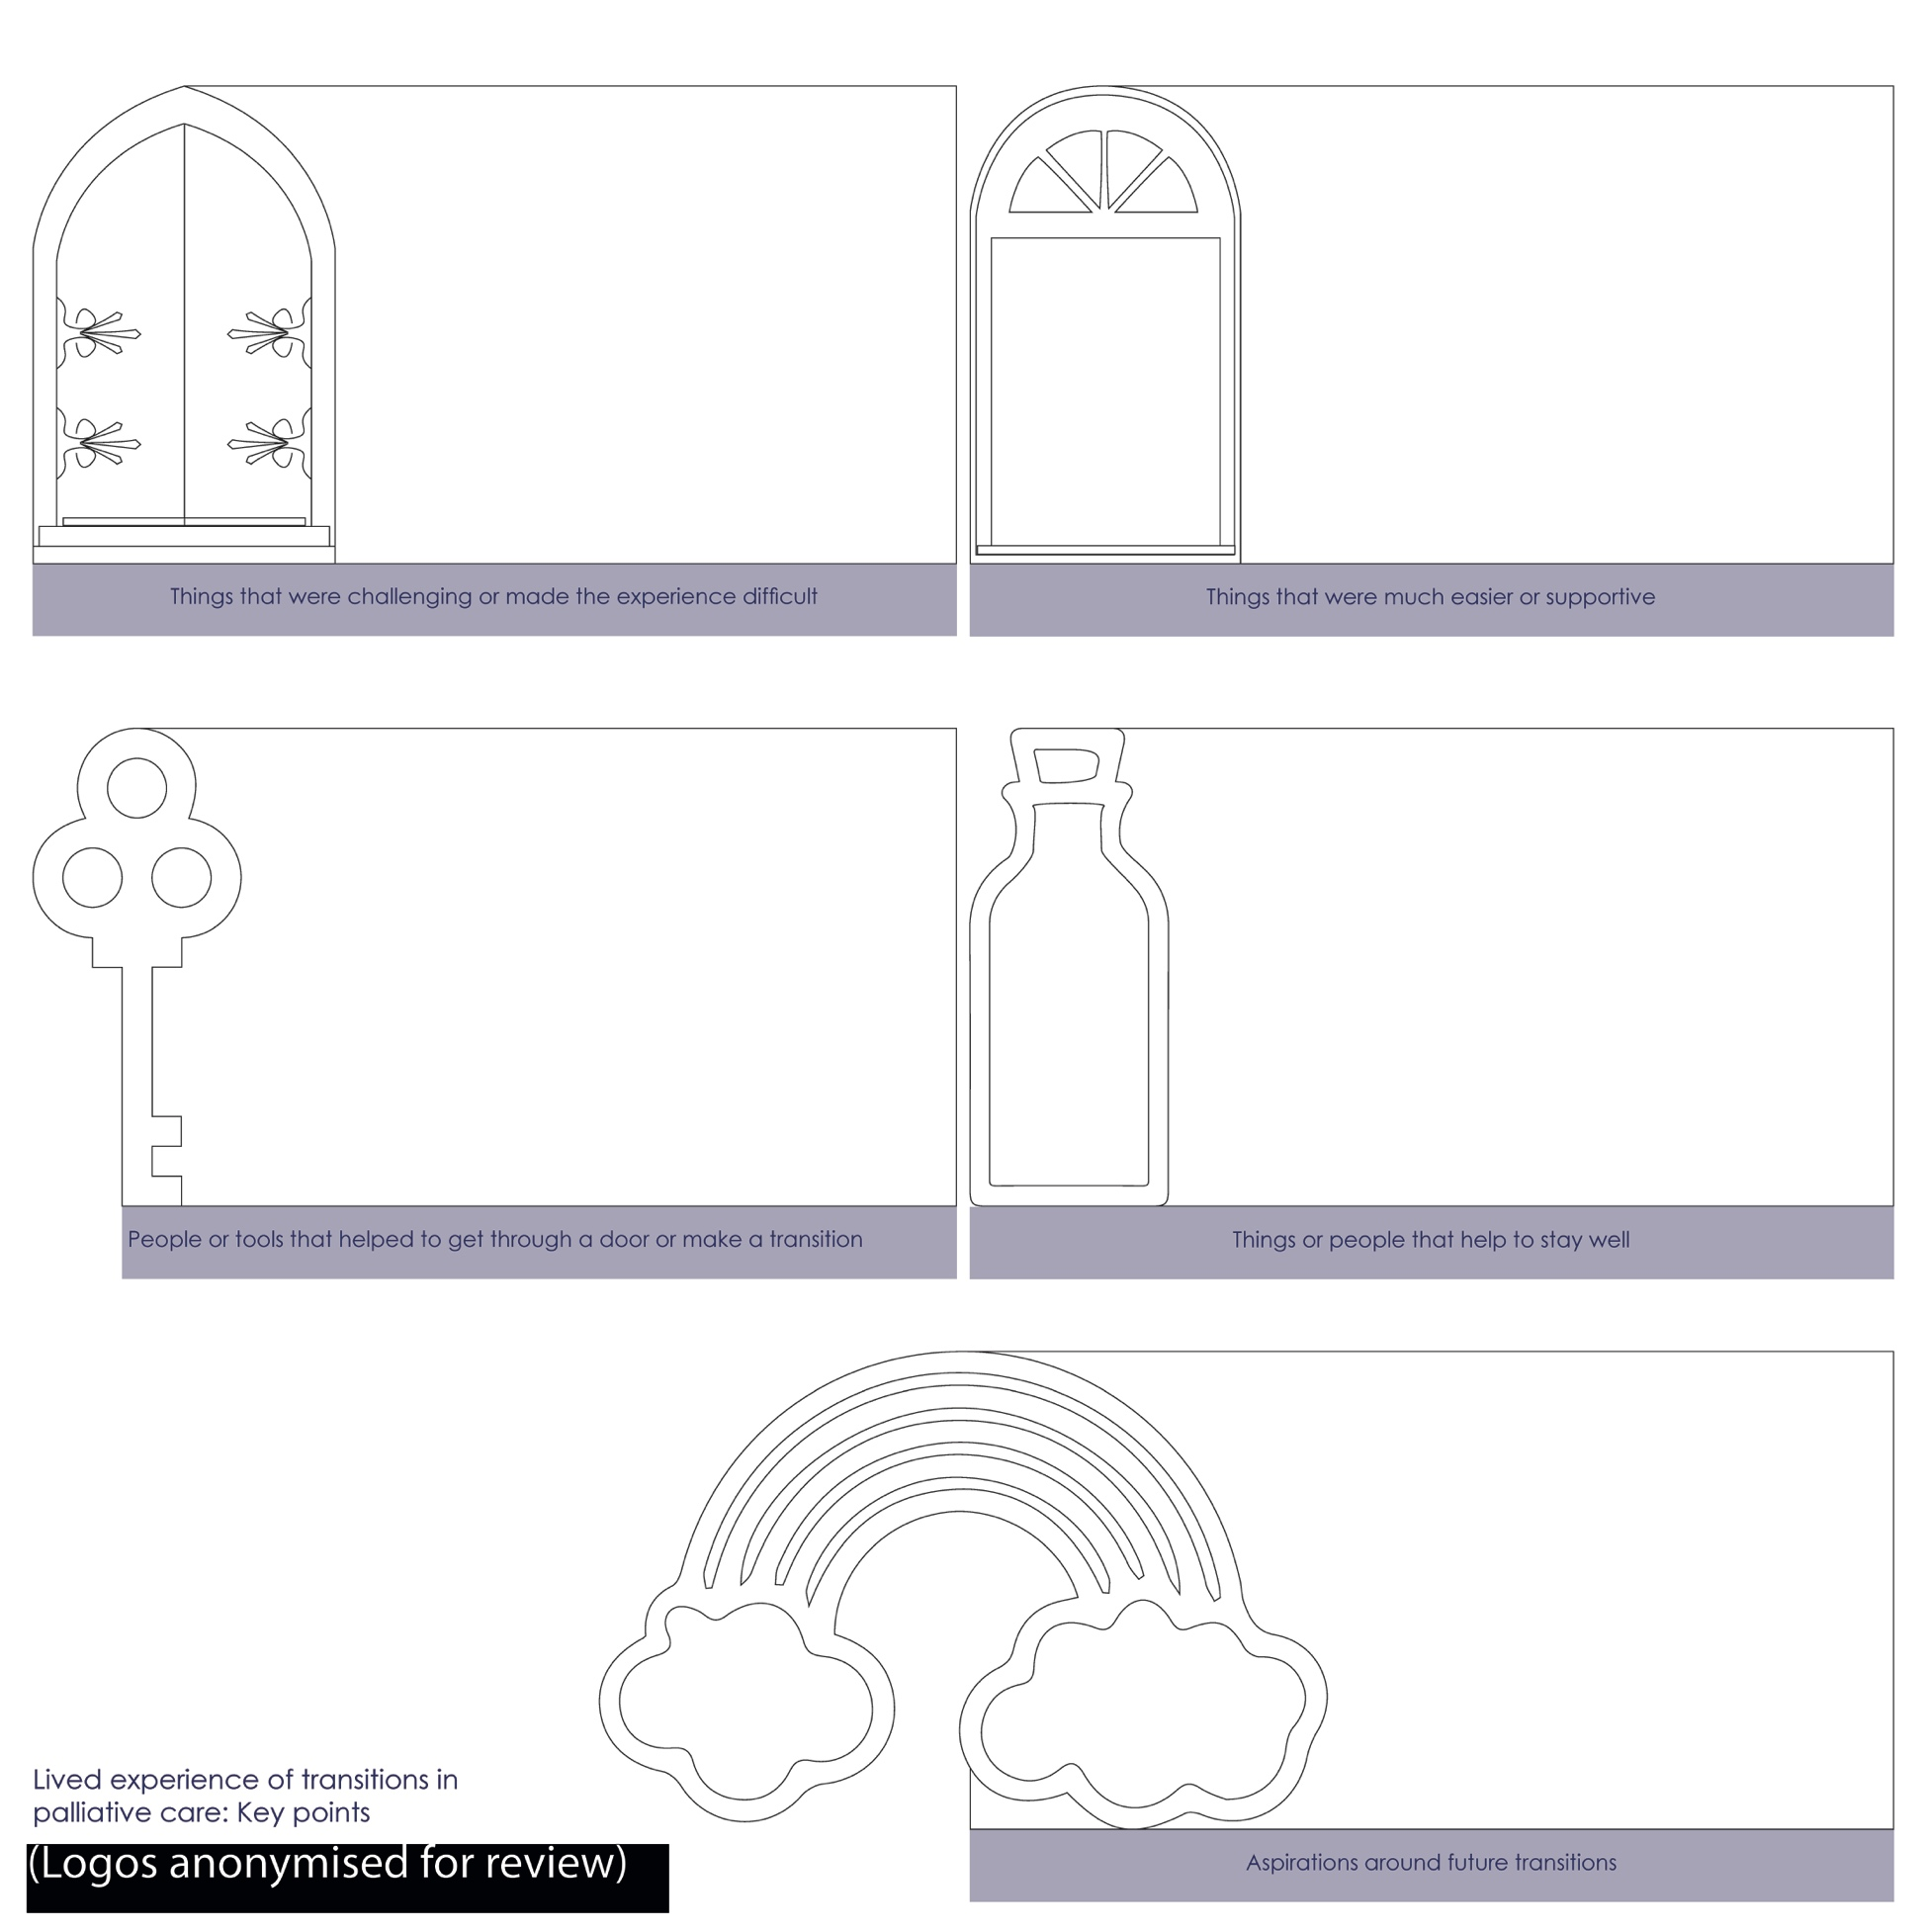 Things that were challenging or made the experience difficult
Things that were much easier or supportive
People or tools that helped to get through a door or make a transition
Things or people that help to stay well
Lived experience of transitions in
palliative care: Key points
(Logos anonymised for review)
Aspirations around future transitions